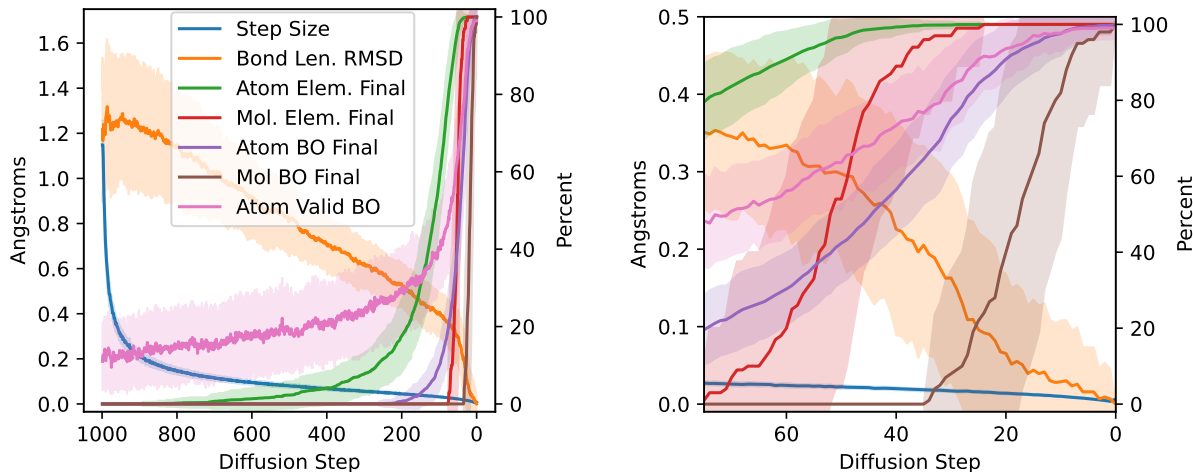 Step Size
Bond Len. RMSD
Atom Elem. Final
Mol. Elem. Final
Atom BO Final
Mol BO Final
Atom Valid BO
Angstroms
1.6
1.4
1.2
1.0
0.8
0.6
0.4
0.2
0.0
1000 800 600 400 200 0
Diffusion Step
100
80
60
40
20
0
Percent
Angstroms
0.5
0.4
0.3
0.2
0.1
0.0
60 40 20 0
Diffusion Step
100
80
60
40
20
0
Percent